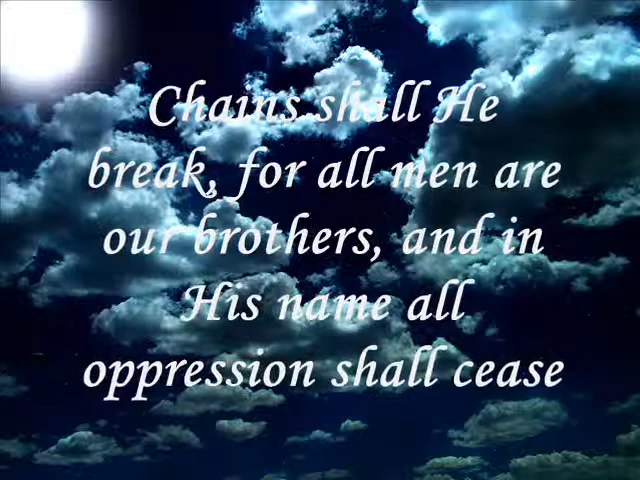 Chains shall He
break, for all men are
our brothers, and in
His name all
oppression shall cease